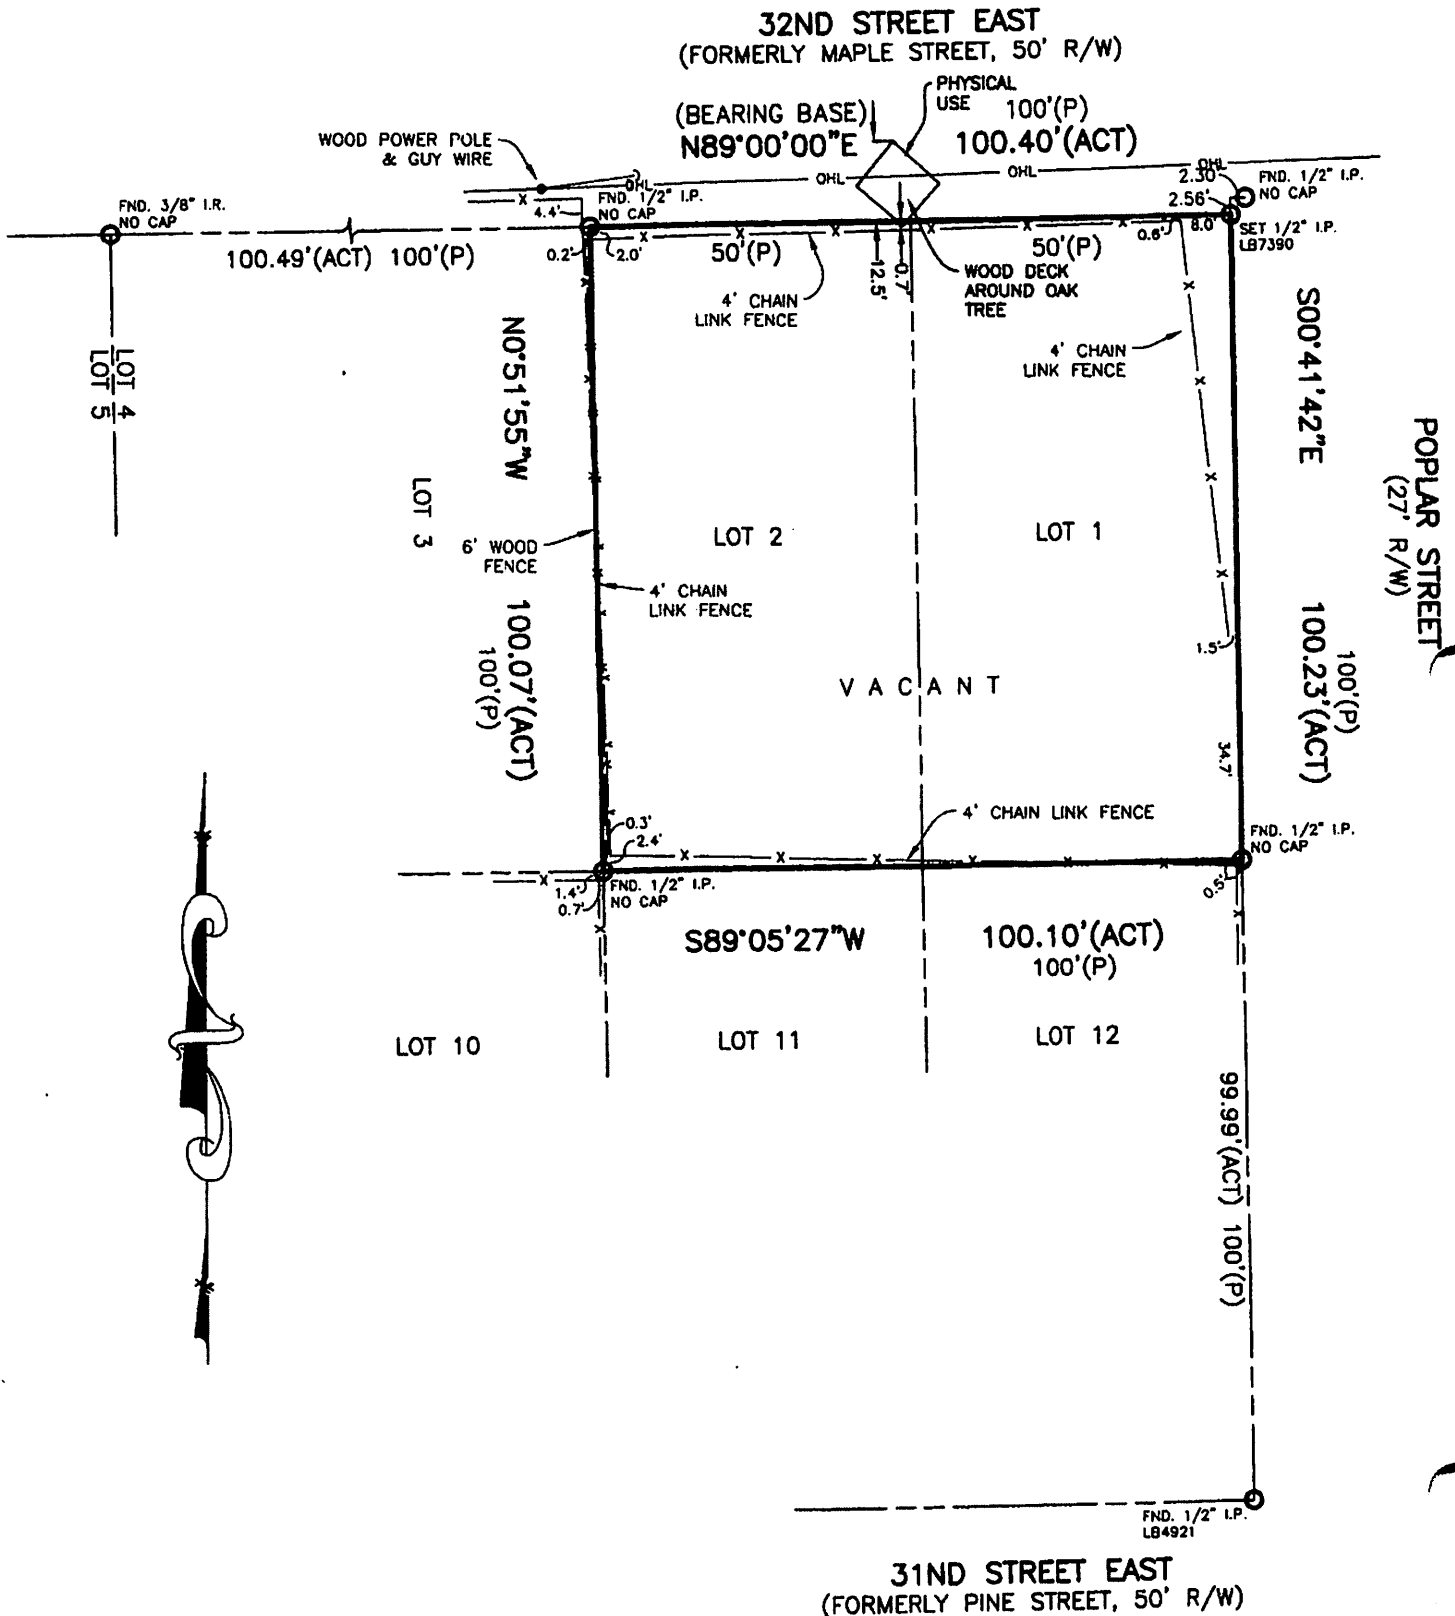 32ND STREET EAST
(FORMERLY MAPLE STREET, 50' R/W)
PHYSICAL
USE
100'(P)
(BEARING BASE)
N89°00'00"E
100.40'(ACT)
WOOD POWER POLE
& GUY WIRE
OHL
OHL
OHL
OHL
2.30'
FND. 1/2" I.P.
NO CAP
2.56'
FND. 3/8" I.R.
NO CAP
4.4'
FND. 1/2" I.P.
NO CAP
SET 1/2" I.P.
LB7390
100.49'(ACT) 100'(P)
0.2'
2.0'
50'(P)
50'(P)
0.6'
8.0'
12.5'
0.7'
WOOD DECK
AROUND OAK
TREE
4' CHAIN
LINK FENCE
4' CHAIN
LINK FENCE
LOT 4
LOT 5
N0°51'55"W
S00°41'42"E
POPLAR STREET
(27' R/W)
LOT 3
LOT 2
LOT 1
6' WOOD
FENCE
4' CHAIN
LINK FENCE
100.07'(ACT)
100'(P)
1.5'
100'(P)
100.23'(ACT)
VACANT
34.7'
0.3'
2.4'
4' CHAIN LINK FENCE
FND. 1/2" I.P.
NO CAP
1.4'
0.7'
FND. 1/2" I.P.
NO CAP
0.5'
S89°05'27"W
100.10'(ACT)
100'(P)
LOT 10
LOT 11
LOT 12
99.99'(ACT) 100'(P)
FND. 1/2" I.P.
LB4921
31ND STREET EAST
(FORMERLY PINE STREET, 50' R/W)